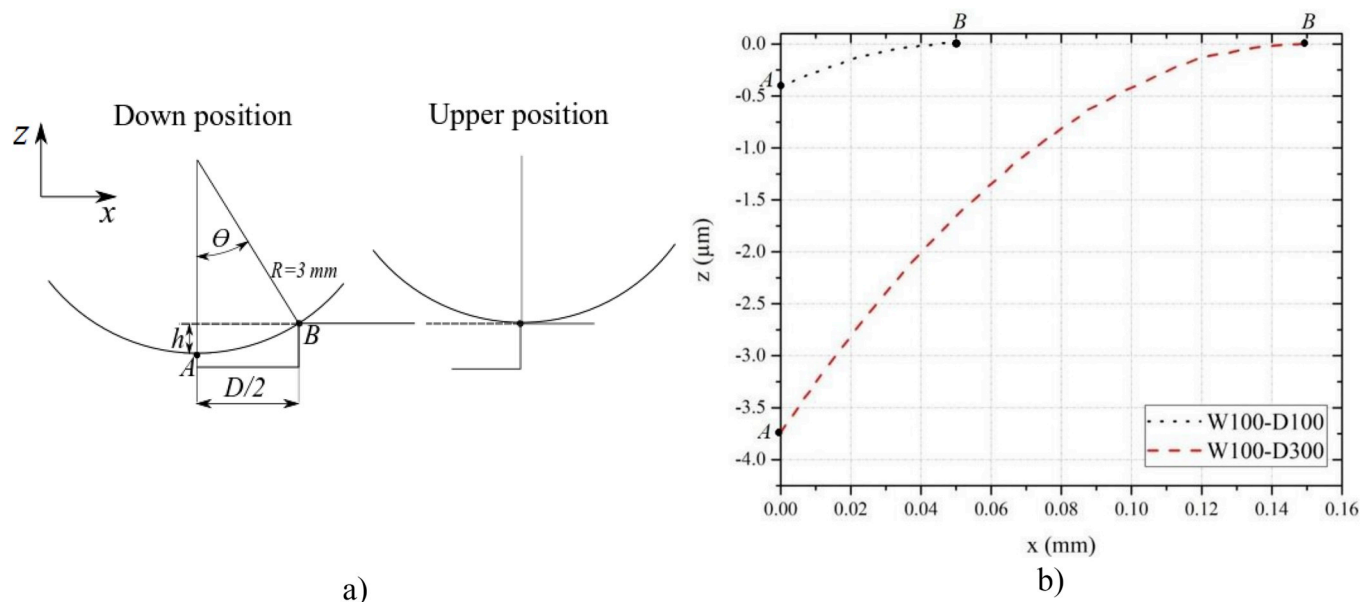 Down position
Upper position
z
x
Θ
R=3 mm
h
A
B
D/2
a)
B
B
A
A
z (μm)
0.0
-0.5
-1.0
-1.5
-2.0
-2.5
-3.0
-3.5
-4.0
W100-D100
W100-D300
0.00 0.02 0.04 0.06 0.08 0.10 0.12 0.14 0.16
x (mm)
b)